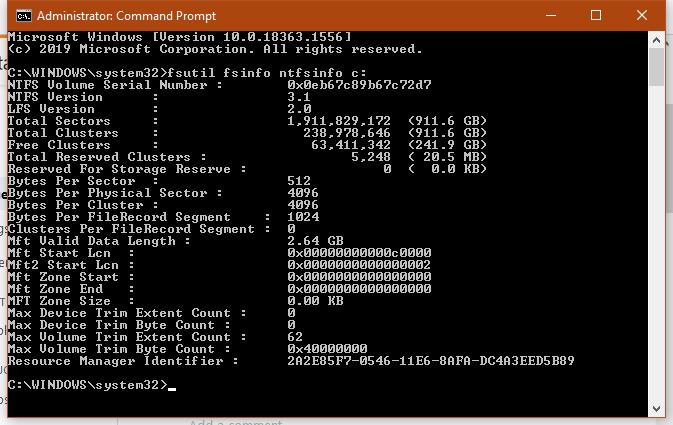 Administrator: Command Prompt
Microsoft Windows [Version 10.0.18363.1556]
(c) 2019 Microsoft Corporation. All rights reserved.
C:\WINDOWS\system32>fsutil fsinfo ntfsinfo c:
NTFS Volume Serial Number : 0x0eb67c89b67c72d7
NTFS Version : 3.1
LFS Version : 2.0
Total Sectors : 1,911,829,172 (911.6 GB)
Total Clusters : 238,978,646 (911.6 GB)
Free Clusters : 63,411,342 (241.9 GB)
Total Reserved Clusters : 5,248 ( 20.5 MB)
Reserved For Storage Reserve : 0 ( 0.0 KB)
Bytes Per Sector : 512
Bytes Per Physical Sector : 4096
Bytes Per Cluster : 4096
Bytes Per FileRecord Segment : 1024
Clusters Per FileRecord Segment : 0
Mft Valid Data Length : 2.64 GB
Mft Start Lcn : 0x00000000000c0000
Mft2 Start Lcn : 0x0000000000000002
Mft Zone Start : 0x0000000000000000
Mft Zone End : 0x0000000000000000
MFT Zone Size : 0.00 KB
Max Device Trim Extent Count : 0
Max Device Trim Byte Count : 0
Max Volume Trim Extent Count : 62
Max Volume Trim Byte Count : 0x40000000
Resource Manager Identifier : 2A2E85F7-0546-11E6-8AFA-DC4A3EED5B89
C:\WINDOWS\system32>_
Add a comment